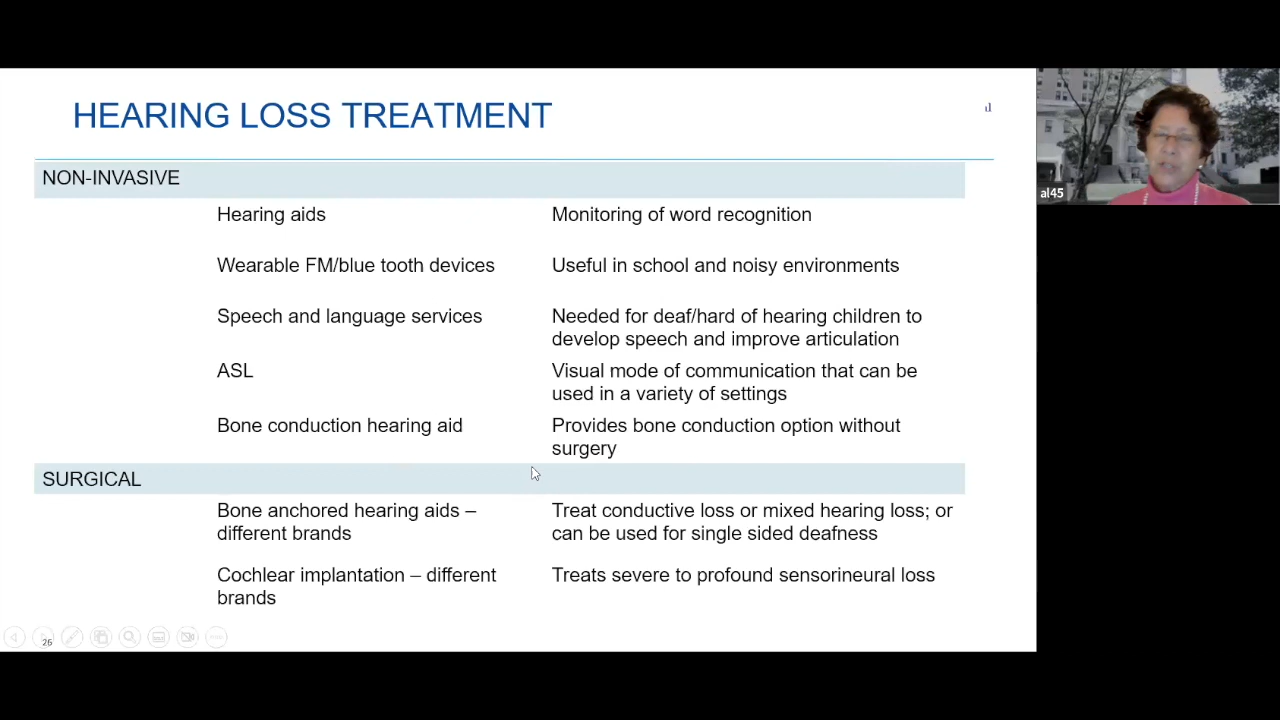 HEARING LOSS TREATMENT
al45
NON-INVASIVE
Hearing aids
Monitoring of word recognition
Wearable FM/blue tooth devices
Useful in school and noisy environments
Speech and language services
Needed for deaf/hard of hearing children to
develop speech and improve articulation
ASL
Visual mode of communication that can be
used in a variety of settings
Bone conduction hearing aid
Provides bone conduction option without
surgery
SURGICAL
Bone anchored hearing aids –
different brands
Treat conductive loss or mixed hearing loss; or
can be used for single sided deafness
Cochlear implantation – different
brands
Treats severe to profound sensorineural loss
26